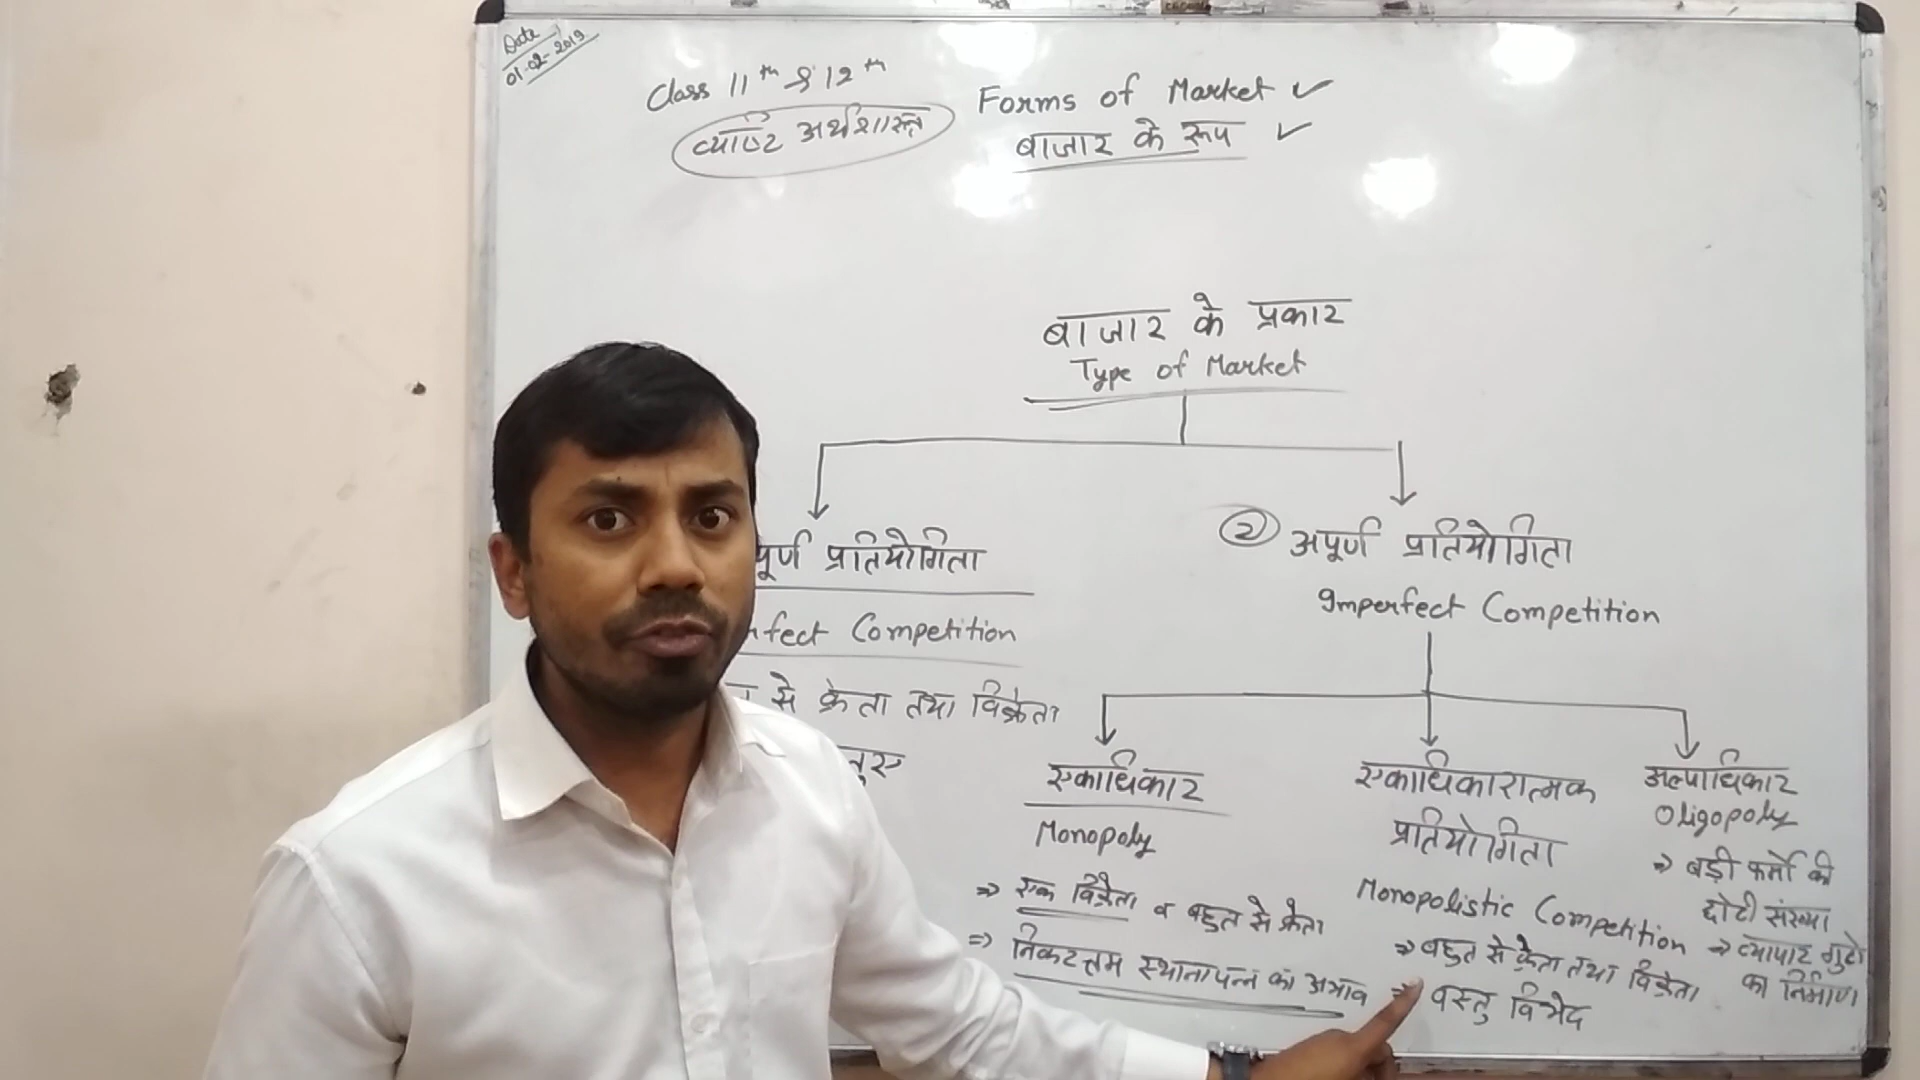 Date
01-02-2019
Class 11th & 12th
व्यष्टि अर्थशास्त्र
Forms of Market ✓
बाजार के रूप ✓
बाजार के प्रकार
Type of Market
पूर्ण प्रतियोगिता
fect Competition
से क्रेता तथा विक्रेता
② अपूर्ण प्रतियोगिता
Imperfect Competition
एकाधिकार
Monopoly
⇒ एक विक्रेता व बहुत से क्रेता
⇒ निकटतम स्थानापन्न का अभाव
एकाधिकारात्मक
प्रतियोगिता
Monopolistic Competition
⇒ बहुत से क्रेता तथा विक्रेता
⇒ वस्तु विभेद
अल्पाधिकार
Oligopoly
⇒ बड़ी फर्मो की
छोटी संख्या
⇒ व्यापार गुटो
का निर्माण